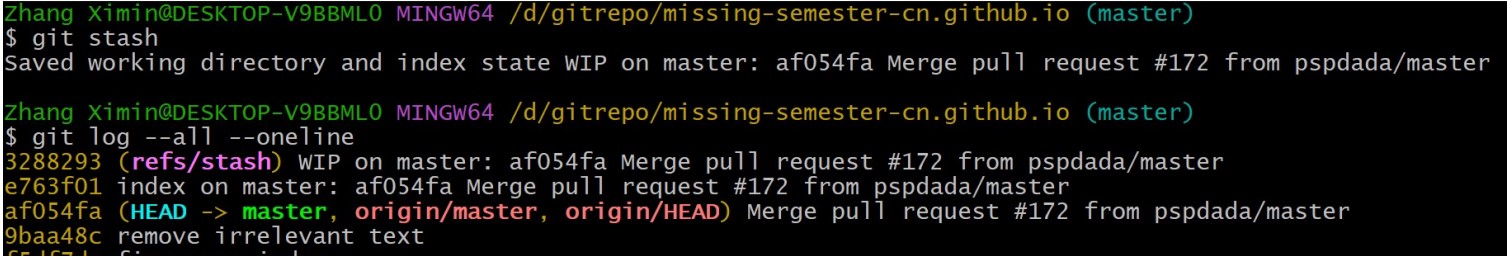 Zhang Ximin@DESKTOP-V9BBML0 MINGW64 /d/gitrepo/missing-semester-cn.github.io (master)
$ git stash
Saved working directory and index state WIP on master: af054fa Merge pull request #172 from pspdada/master
Zhang Ximin@DESKTOP-V9BBML0 MINGW64 /d/gitrepo/missing-semester-cn.github.io (master)
$ git log --all --oneline
3288293 (refs/stash) WIP on master: af054fa Merge pull request #172 from pspdada/master
e763f01 index on master: af054fa Merge pull request #172 from pspdada/master
af054fa (HEAD -> master, origin/master, origin/HEAD) Merge pull request #172 from pspdada/master
9baa48c remove irrelevant text